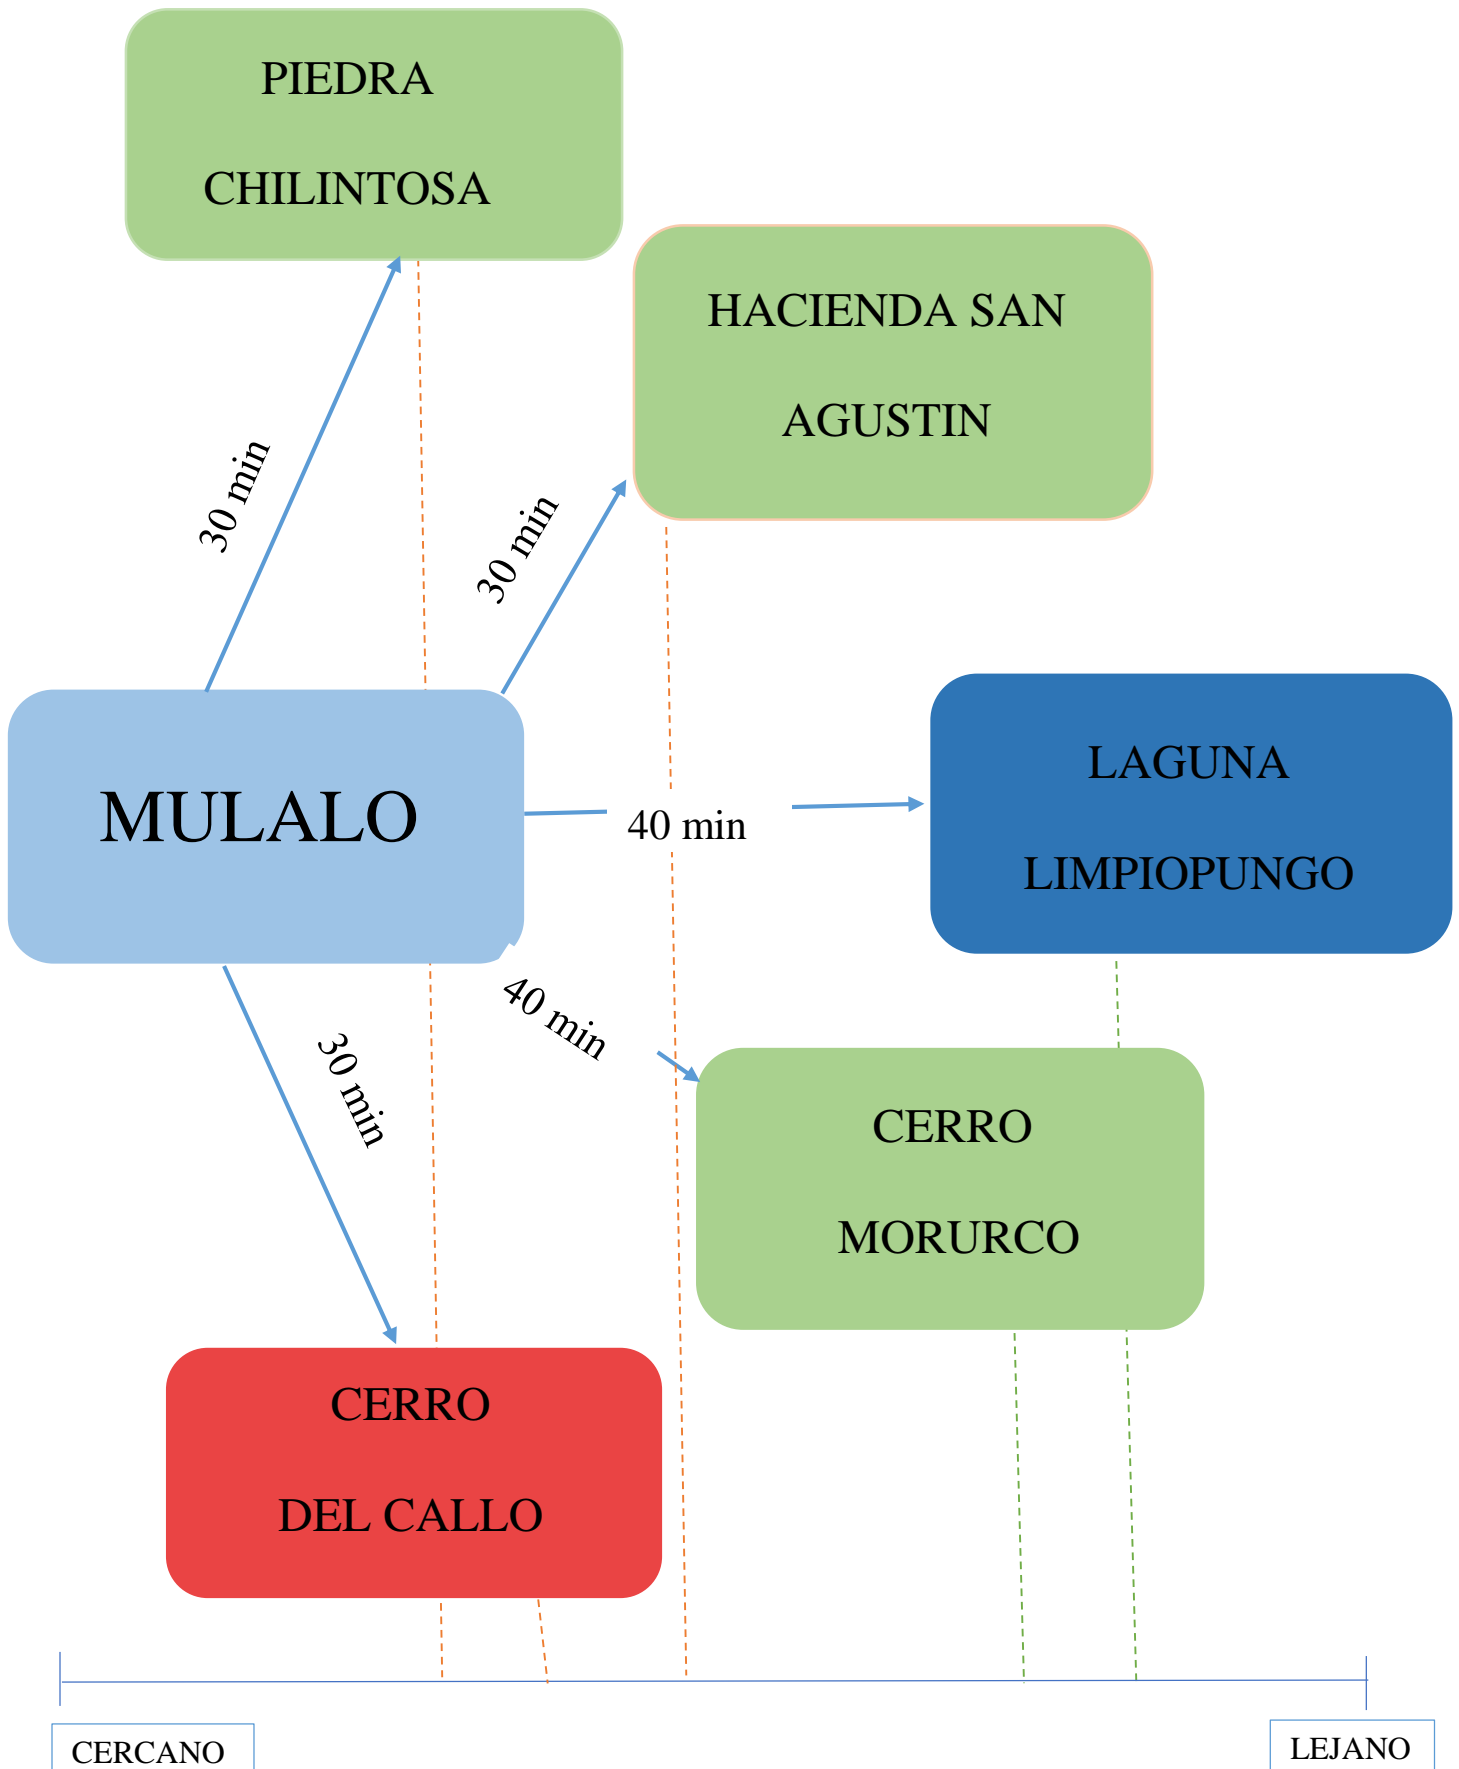 PIEDRA
CHILINTOSA
HACIENDA SAN
AGUSTIN
30 min
30 min
MULALO
LAGUNA
LIMPIOPUNGO
40 min
40 min
30 min
CERRO
MORURCO
CERRO
DEL CALLO
CERCANO
LEJANO